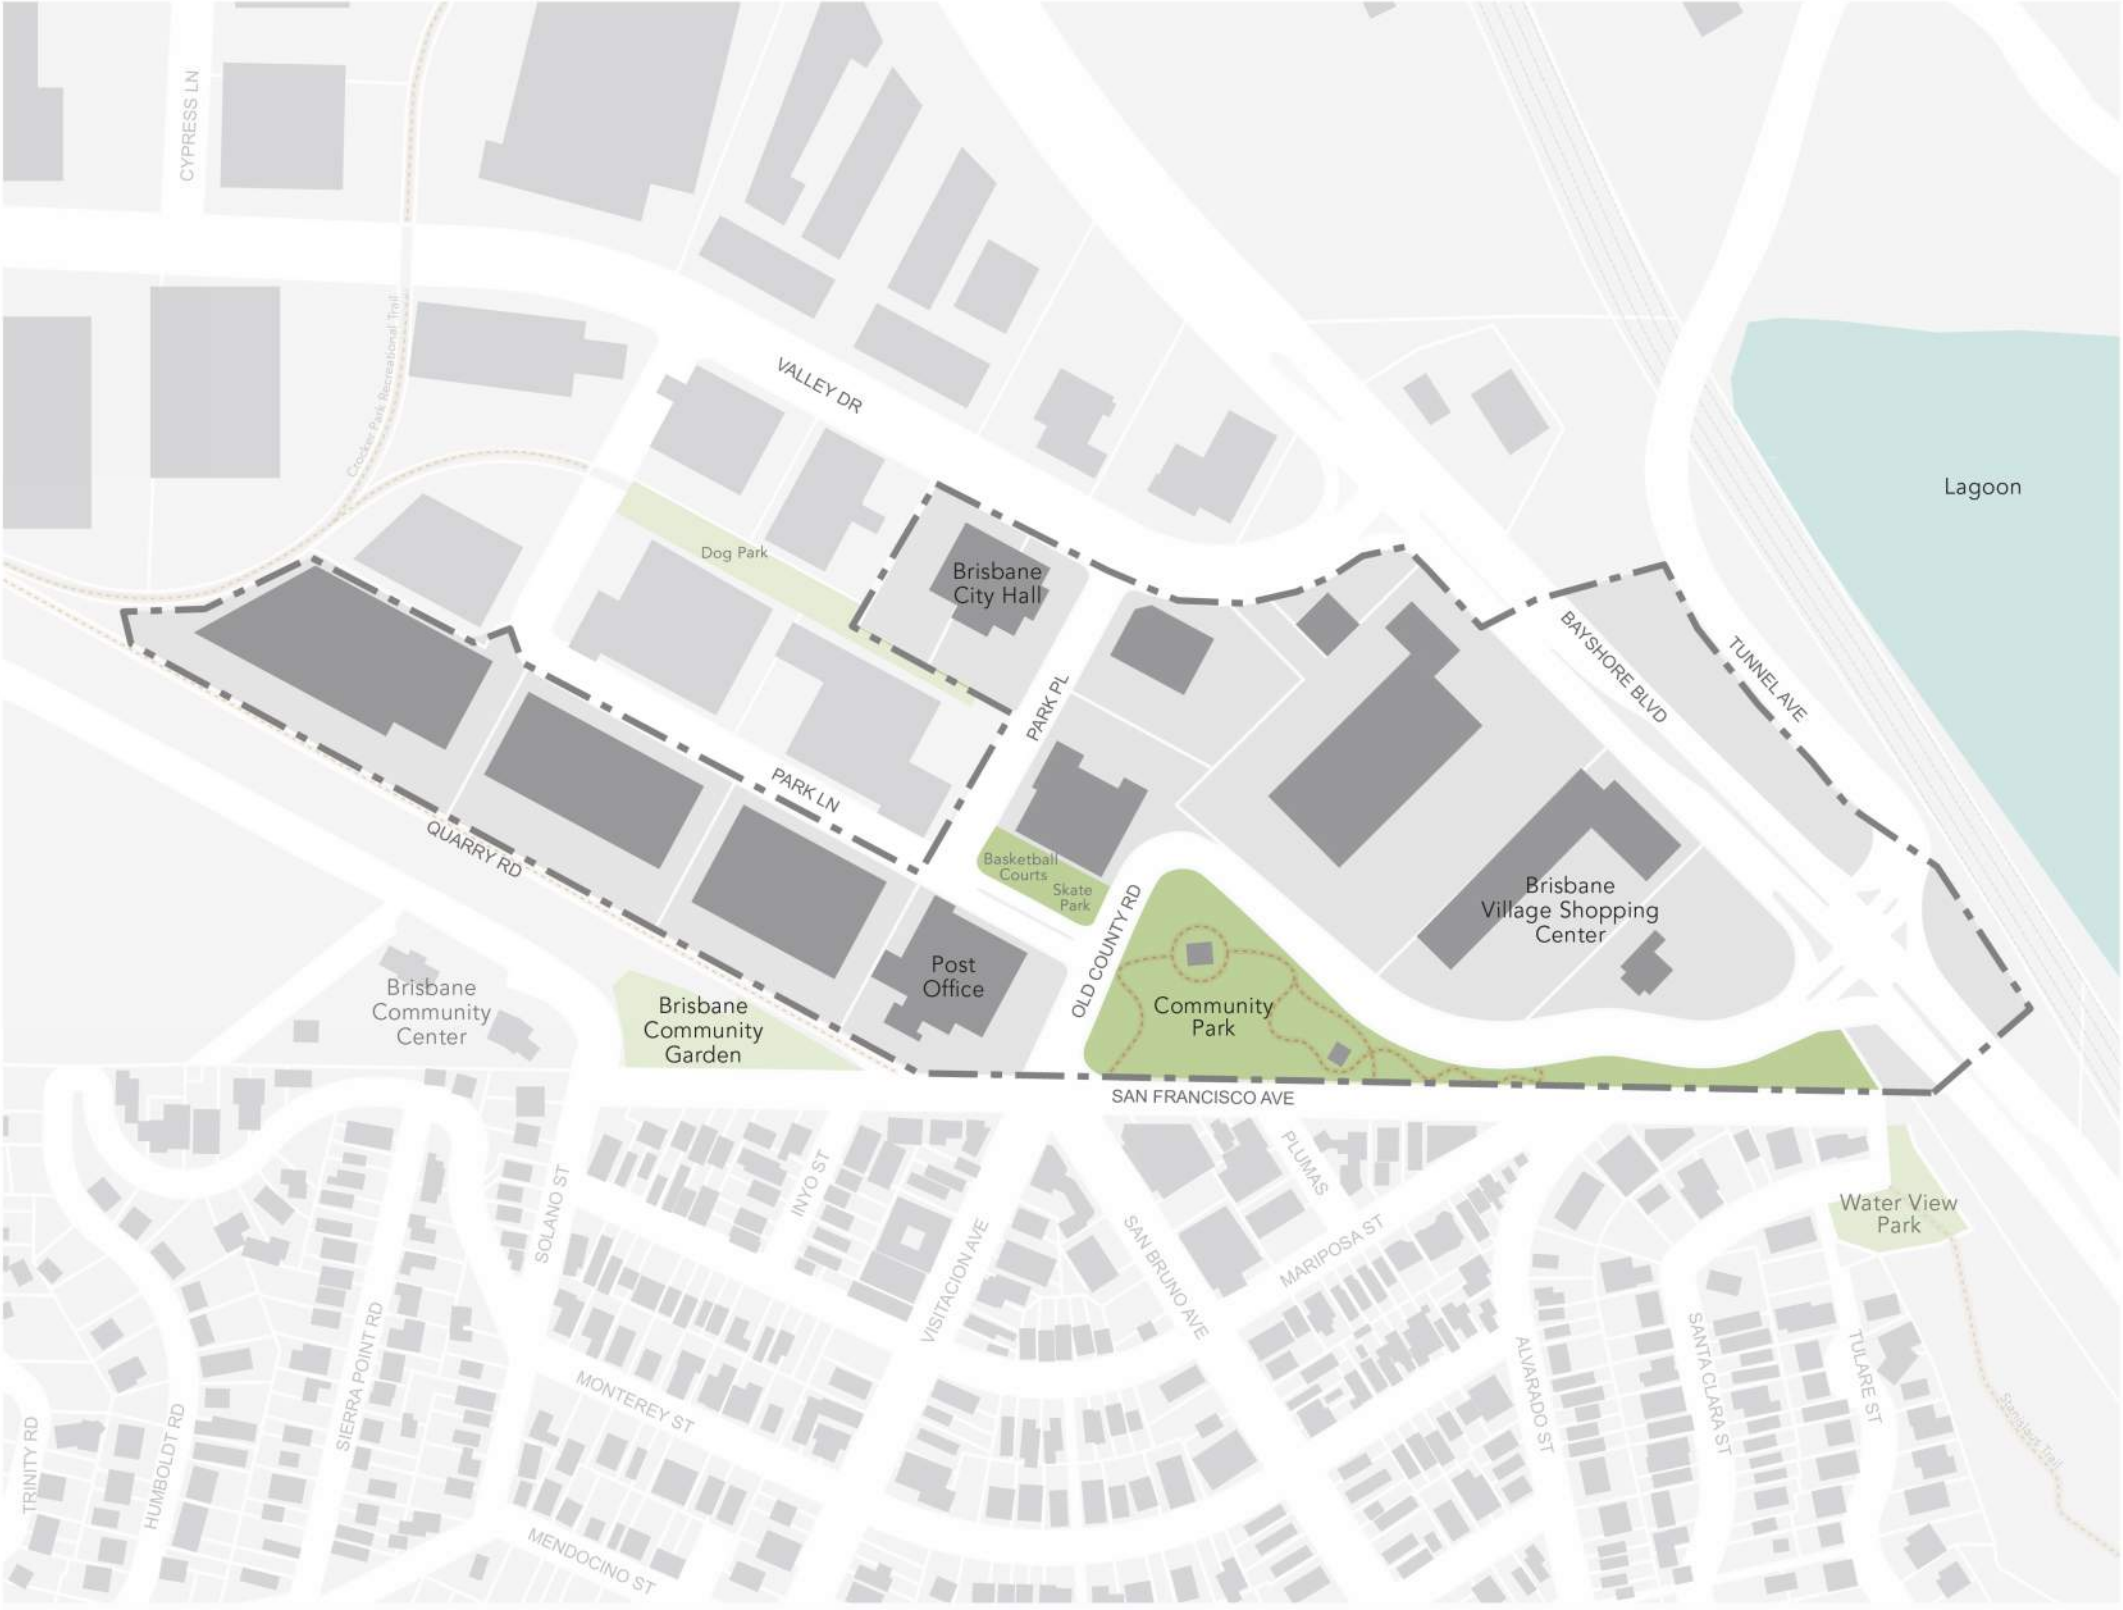 CYPRESS LN
Crocker Park Recreational Trail
VALLEY DR
Lagoon
Dog Park
Brisbane
City Hall
BAYSHORE BLVD
TUNNEL AVE
PARK PL
PARK LN
QUARRY RD
Basketball
Courts
Skate
Park
OLD COUNTY RD
Brisbane
Village Shopping
Center
Post
Office
Brisbane
Community
Center
Brisbane
Community
Garden
Community
Park
SAN FRANCISCO AVE
PLUMAS
INYO ST
SOLANO ST
Water View
Park
VISITACION AVE
SAN BRUNO AVE
MARIPOSA ST
SIERRA POINT RD
ALVARADO ST
SANTA CLARA ST
TULARE ST
MONTEREY ST
HUMBOLDT RD
TRINITY RD
MENDOCINO ST